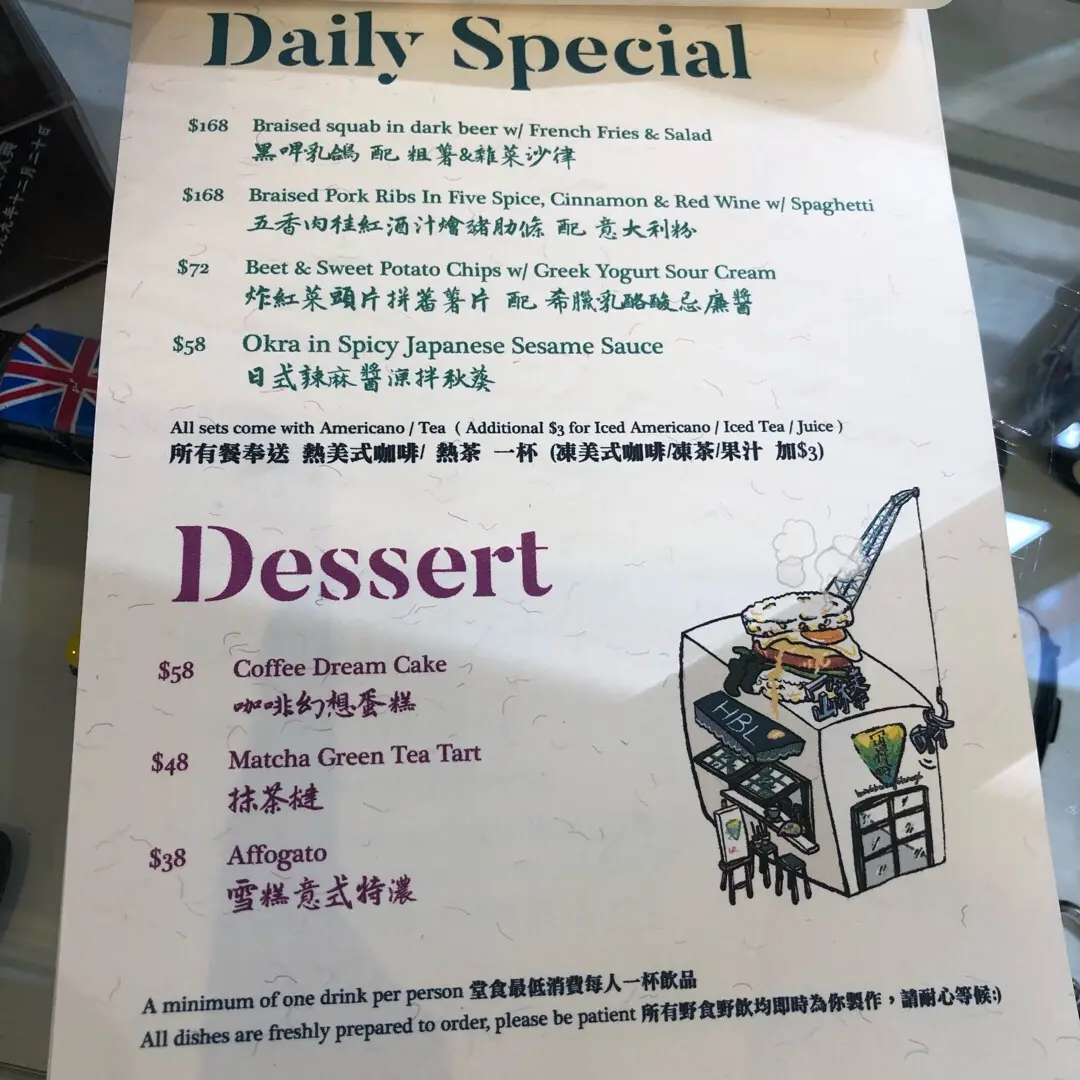 Daily Special
$168 Braised squab in dark beer w/ French Fries & Salad
黑啤乳鴿 配 粗薯&雜菜沙律
$168 Braised Pork Ribs In Five Spice, Cinnamon & Red Wine w/ Spaghetti
五香肉桂紅酒汁燴豬肋條 配 意大利粉
$72 Beet & Sweet Potato Chips w/ Greek Yogurt Sour Cream
炸紅菜頭片拼蕃薯片 配 希臘乳酪酸忌廉醬
$58 Okra in Spicy Japanese Sesame Sauce
日式辣麻醬涼拌秋葵
All sets come with Americano / Tea ( Additional $3 for Iced Americano / Iced Tea / Juice )
所有餐奉送 熱美式咖啡/ 熱茶 一杯 (凍美式咖啡/凍茶/果汁 加$3)
Dessert
$58 Coffee Dream Cake
咖啡幻想蛋糕
$48 Matcha Green Tea Tart
抹茶撻
$38 Affogato
雪糕意式特濃
HBL
A minimum of one drink per person 堂食最低消費每人一杯飲品
All dishes are freshly prepared to order, please be patient 所有野食野飲均即時為你製作，請耐心等候:)
十二月二十日